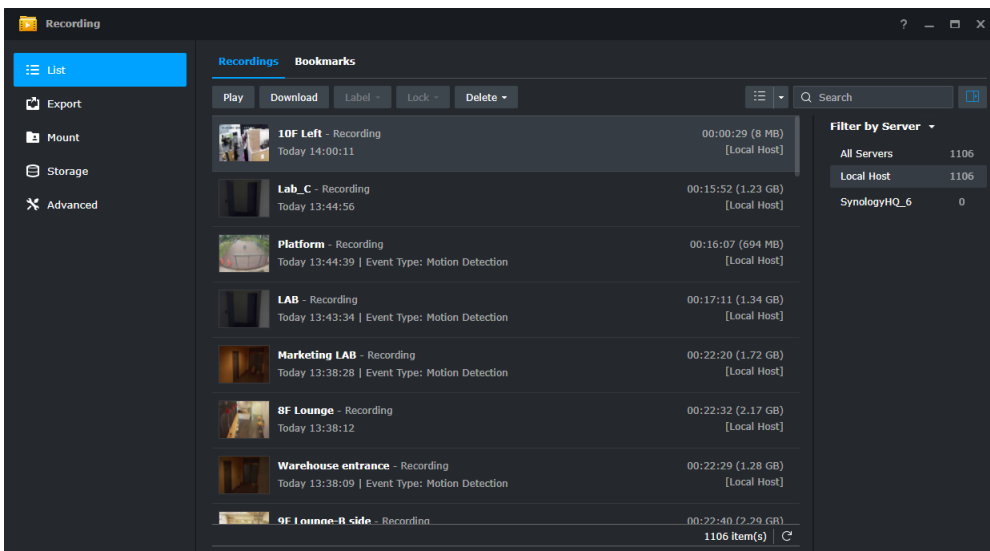 Recording
?
List
Export
Mount
Storage
Advanced
Recordings Bookmarks
Play Download Label Lock Delete
Search
10F Left - Recording 00:00:29 (8 MB)
Today 14:00:11 [Local Host]
Lab_C - Recording 00:15:52 (1.23 GB)
Today 13:44:56 [Local Host]
Platform - Recording 00:16:07 (694 MB)
Today 13:44:39 | Event Type: Motion Detection [Local Host]
LAB - Recording 00:17:11 (1.34 GB)
Today 13:43:34 | Event Type: Motion Detection [Local Host]
Marketing LAB - Recording 00:22:20 (1.72 GB)
Today 13:38:28 | Event Type: Motion Detection [Local Host]
8F Lounge - Recording 00:22:32 (2.17 GB)
Today 13:38:12 [Local Host]
Warehouse entrance - Recording 00:22:29 (1.28 GB)
Today 13:38:09 | Event Type: Motion Detection [Local Host]
9F Lounge-B side - Recording 00:22:40 (2.29 GB)
1106 item(s)
Filter by Server
All Servers 1106
Local Host 1106
SynologyHQ_6 0